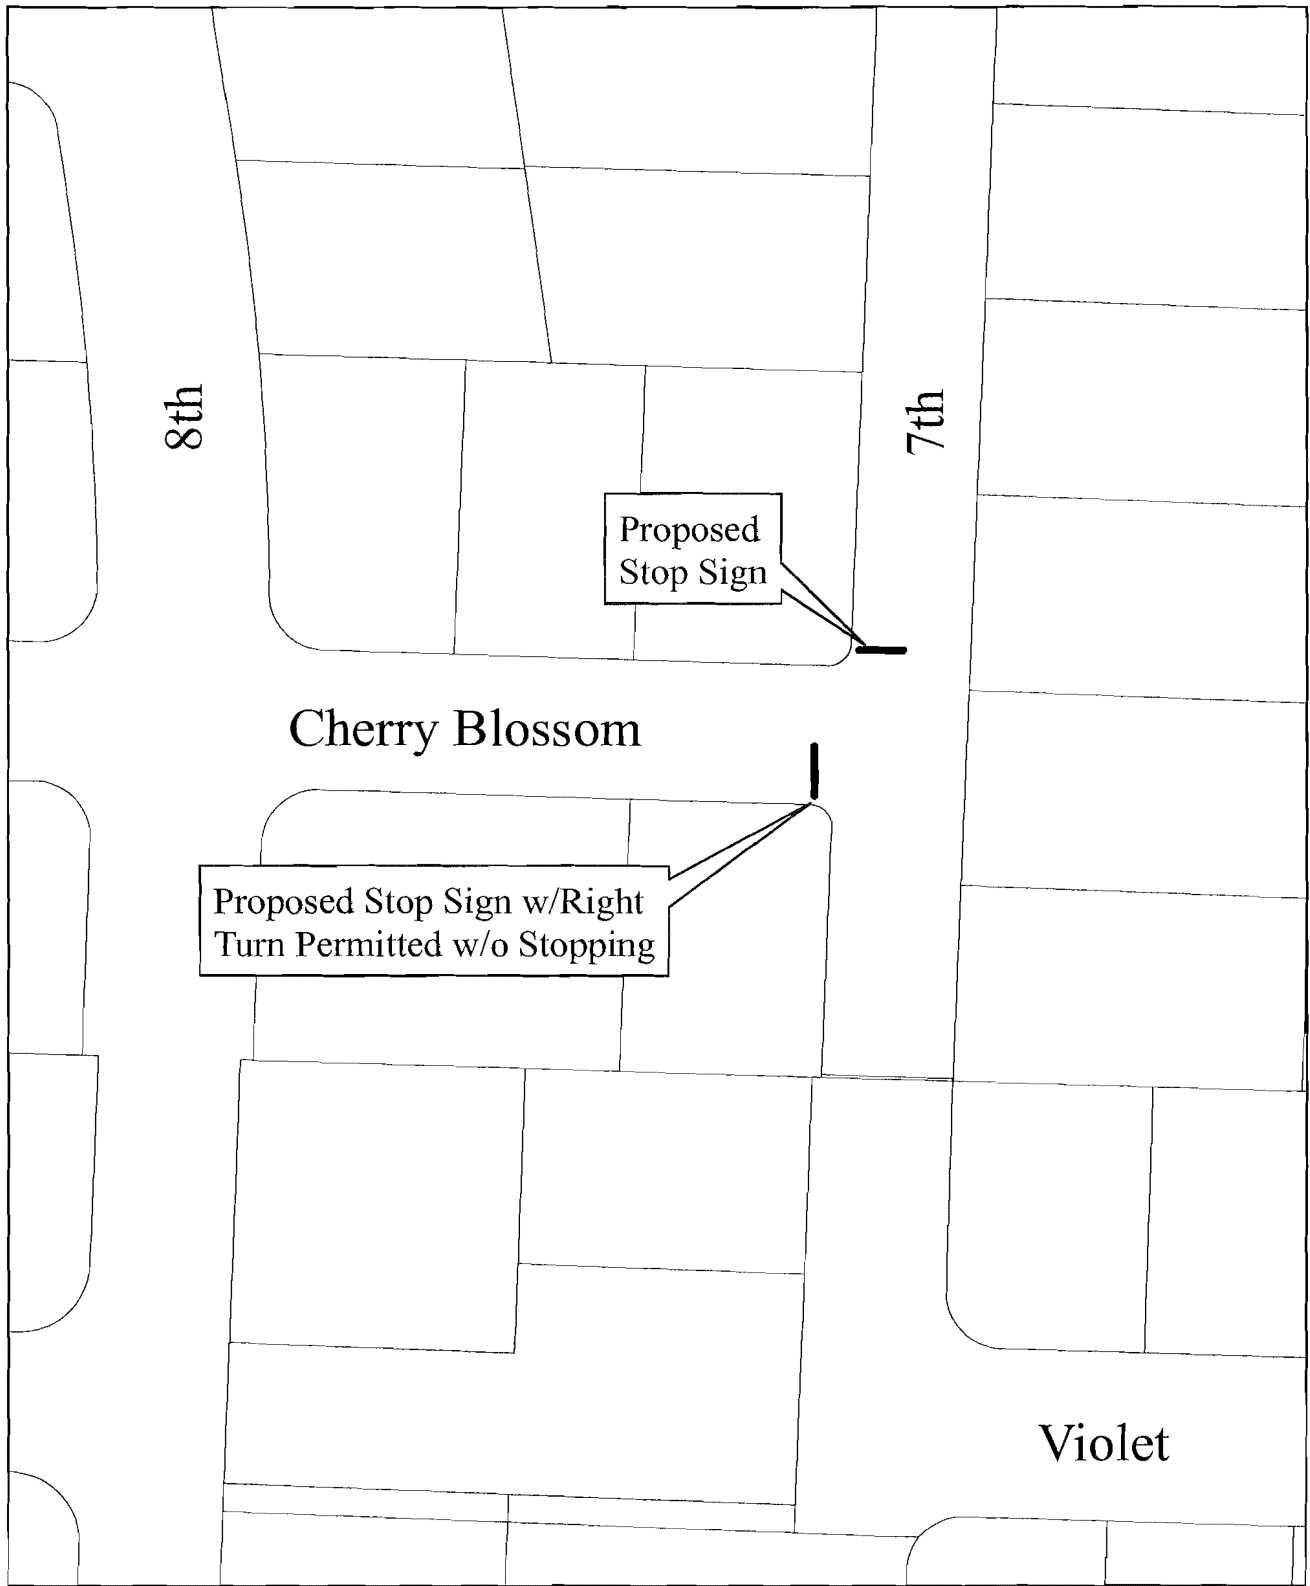 8th
7th
Proposed
Stop Sign
Cherry Blossom
Proposed Stop Sign w/Right
Turn Permitted w/o Stopping
Violet